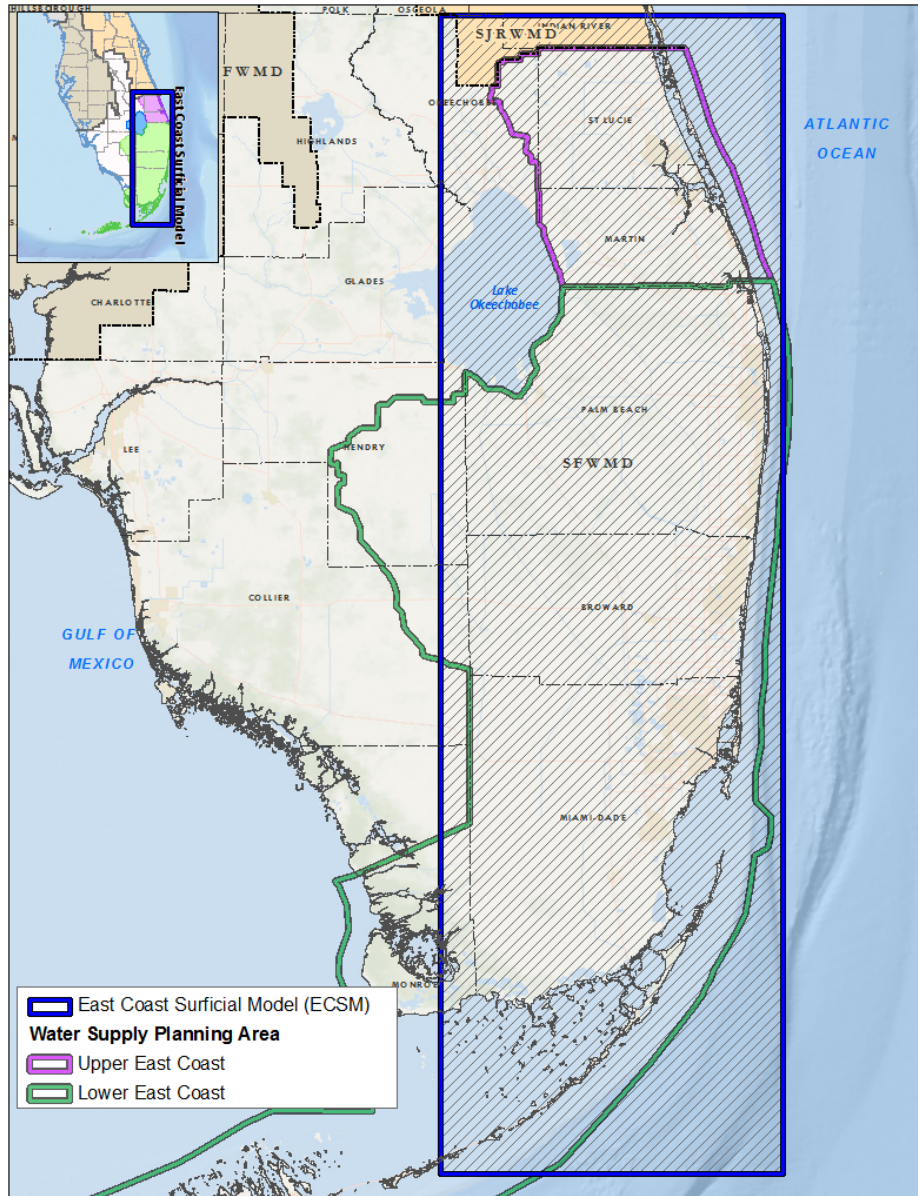 HILLSBOROUGH
POLK
OSCEOLA
INDIAN RIVER
SJRWMD
FWMD
OKEECHOBEE
ST LUCIE
ATLANTIC
OCEAN
HIGHLANDS
East Coast Surficial Model
MARTIN
GLADES
Lake
Okeechobee
CHARLOTTE
PALM BEACH
LEE
HENDRY
SFWMD
COLLIER
BROWARD
GULF OF
MEXICO
MIAMI-DADE
MONROE
East Coast Surficial Model (ECSM)
Water Supply Planning Area
Upper East Coast
Lower East Coast